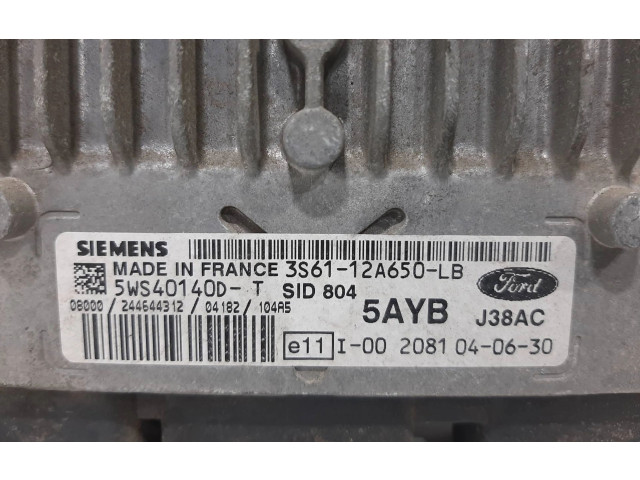 SIEMENS
MADE IN FRANCE 3S61-12A650-LB
5WS40140D- T SID 804
08000/244644312/04182/104A5
5AYB
Ford
J38AC
e11 I-00 2081 04-06-30